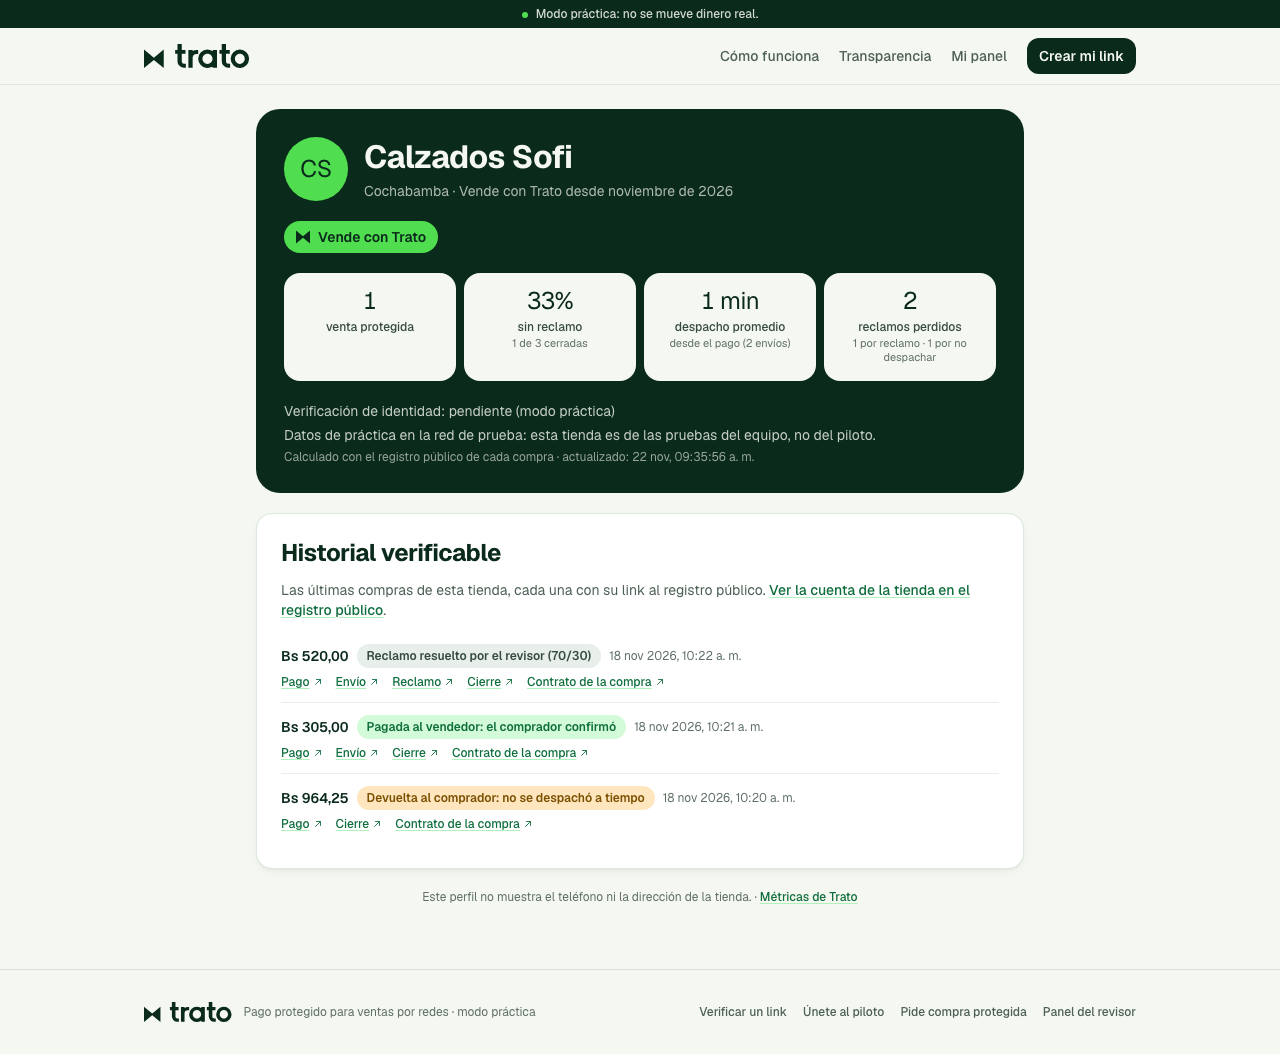 Modo práctica: no se mueve dinero real.
trato
Cómo funciona
Transparencia
Mi panel
Crear mi link
CS
Calzados Sofi
Cochabamba · Vende con Trato desde noviembre de 2026
Vende con Trato
1
venta protegida
33%
sin reclamo
1 de 3 cerradas
1 min
despacho promedio
desde el pago (2 envíos)
2
reclamos perdidos
1 por reclamo · 1 por no
despachar
Verificación de identidad: pendiente (modo práctica)
Datos de práctica en la red de prueba: esta tienda es de las pruebas del equipo, no del piloto.
Calculado con el registro público de cada compra · actualizado: 22 nov, 09:35:56 a. m.
Historial verificable
Las últimas compras de esta tienda, cada una con su link al registro público. Ver la cuenta de la tienda en el
registro público.
Bs 520,00 Reclamo resuelto por el revisor (70/30) 18 nov 2026, 10:22 a. m.
Pago ↗ Envío ↗ Reclamo ↗ Cierre ↗ Contrato de la compra ↗
Bs 305,00 Pagada al vendedor: el comprador confirmó 18 nov 2026, 10:21 a. m.
Pago ↗ Envío ↗ Cierre ↗ Contrato de la compra ↗
Bs 964,25 Devuelta al comprador: no se despachó a tiempo 18 nov 2026, 10:20 a. m.
Pago ↗ Cierre ↗ Contrato de la compra ↗
Este perfil no muestra el teléfono ni la dirección de la tienda. · Métricas de Trato
trato
Pago protegido para ventas por redes · modo práctica
Verificar un link
Únete al piloto
Pide compra protegida
Panel del revisor